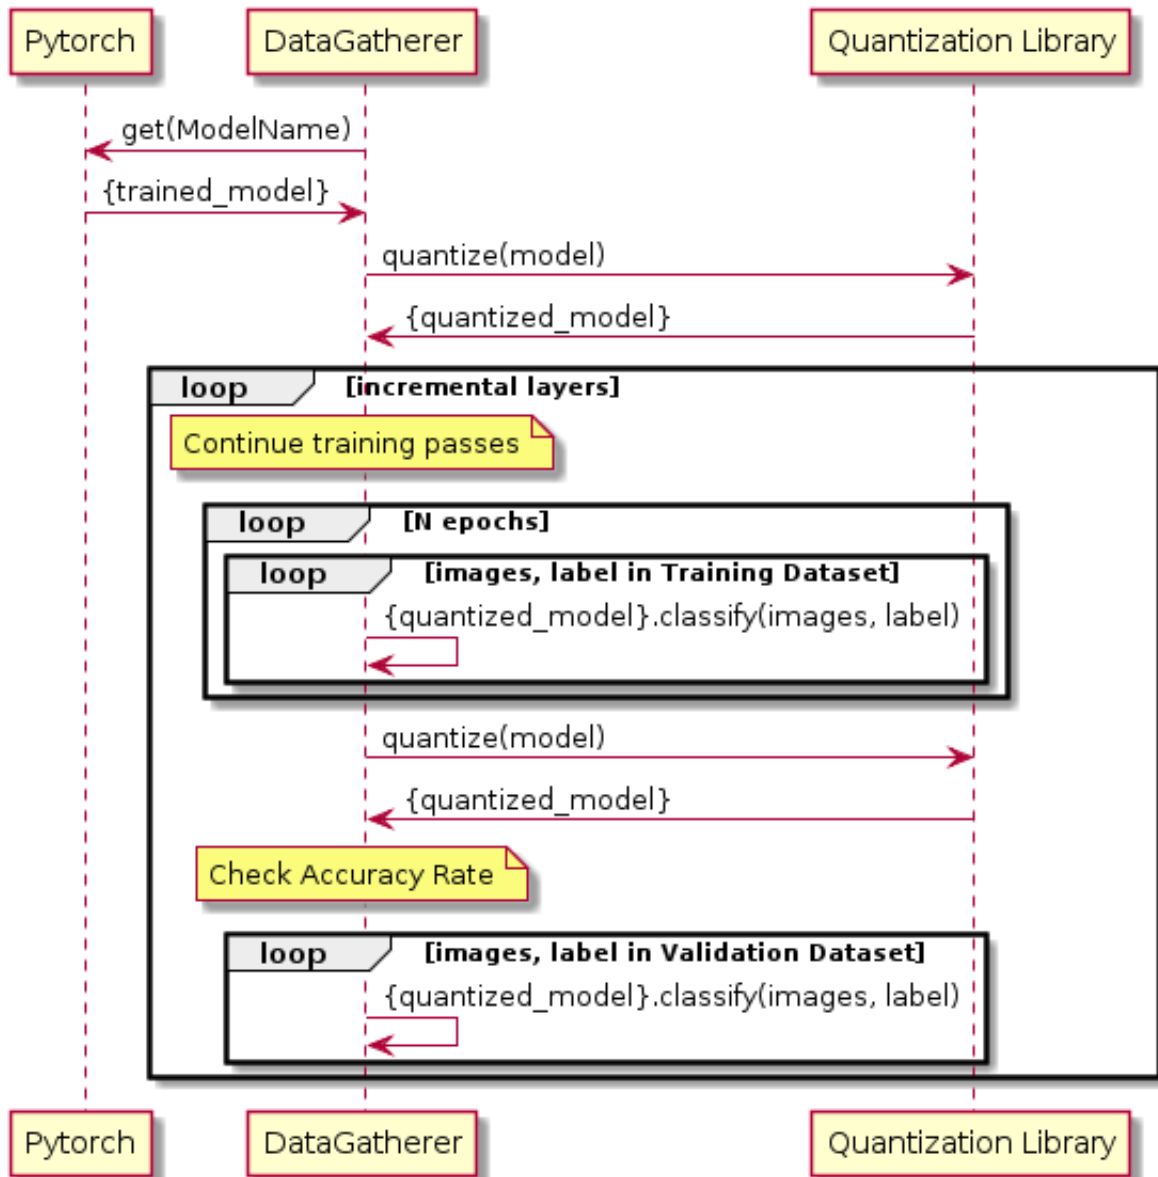 Pytorch DataGatherer Quantization Library
get(ModelName)
{trained_model}
quantize(model)
{quantized_model}
loop [incremental layers]
Continue training passes
loop [N epochs]
loop [images, label in Training Dataset]
{quantized_model}.classify(images, label)
quantize(model)
{quantized_model}
Check Accuracy Rate
loop [images, label in Validation Dataset]
{quantized_model}.classify(images, label)
Pytorch DataGatherer Quantization Library